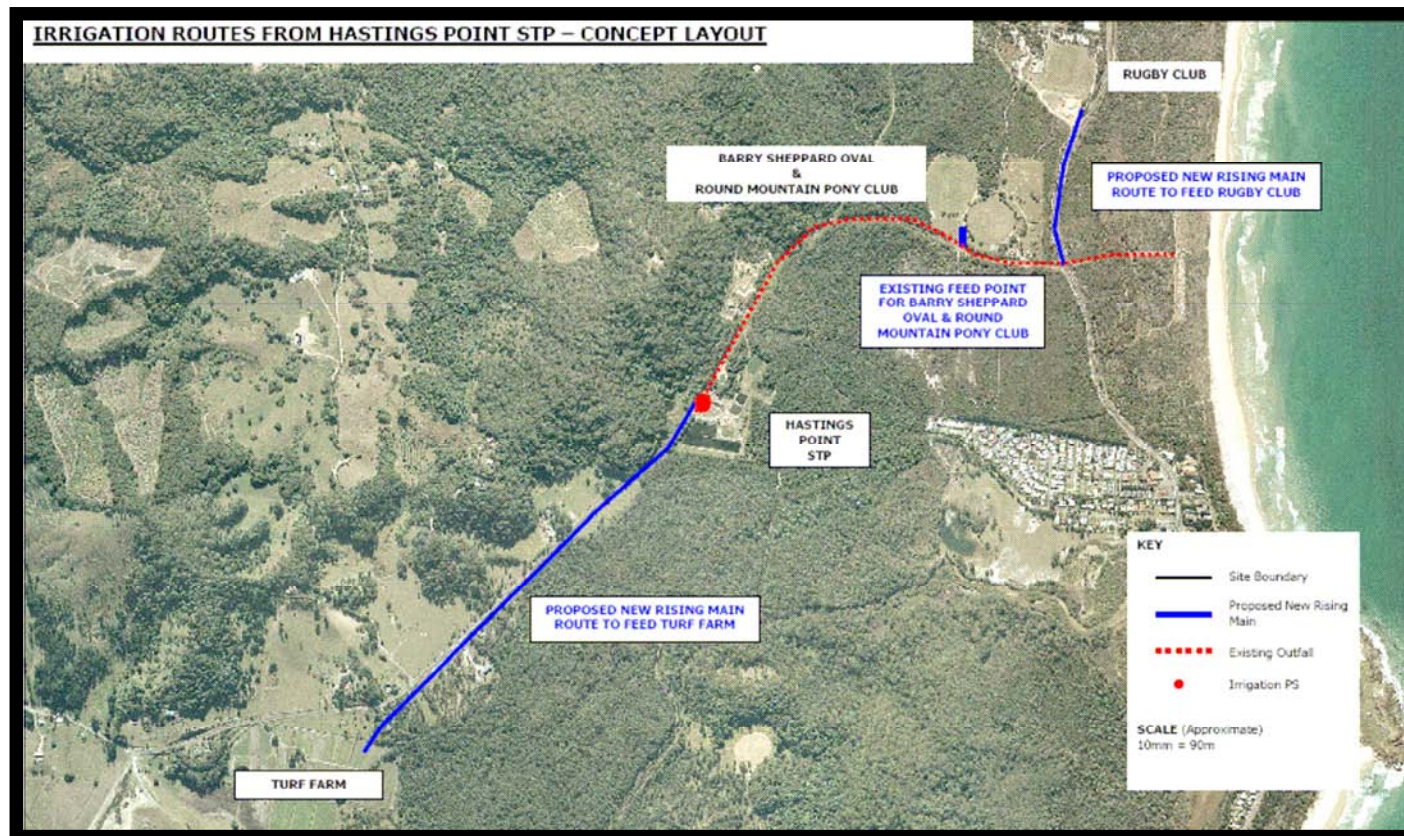 IRRIGATION ROUTES FROM HASTINGS POINT STP – CONCEPT LAYOUT
RUGBY CLUB
BARRY SHEPPARD OVAL
&
ROUND MOUNTAIN PONY CLUB
PROPOSED NEW RISING MAIN
ROUTE TO FEED RUGBY CLUB
EXISTING FEED POINT
FOR BARRY SHEPPARD
OVAL & ROUND
MOUNTAIN PONY CLUB
HASTINGS
POINT
STP
PROPOSED NEW RISING MAIN
ROUTE TO FEED TURF FARM
TURF FARM
KEY
Site Boundary
Proposed New Rising
Main
Existing Outfall
Irrigation PS
SCALE (Approximate)
10mm = 90m